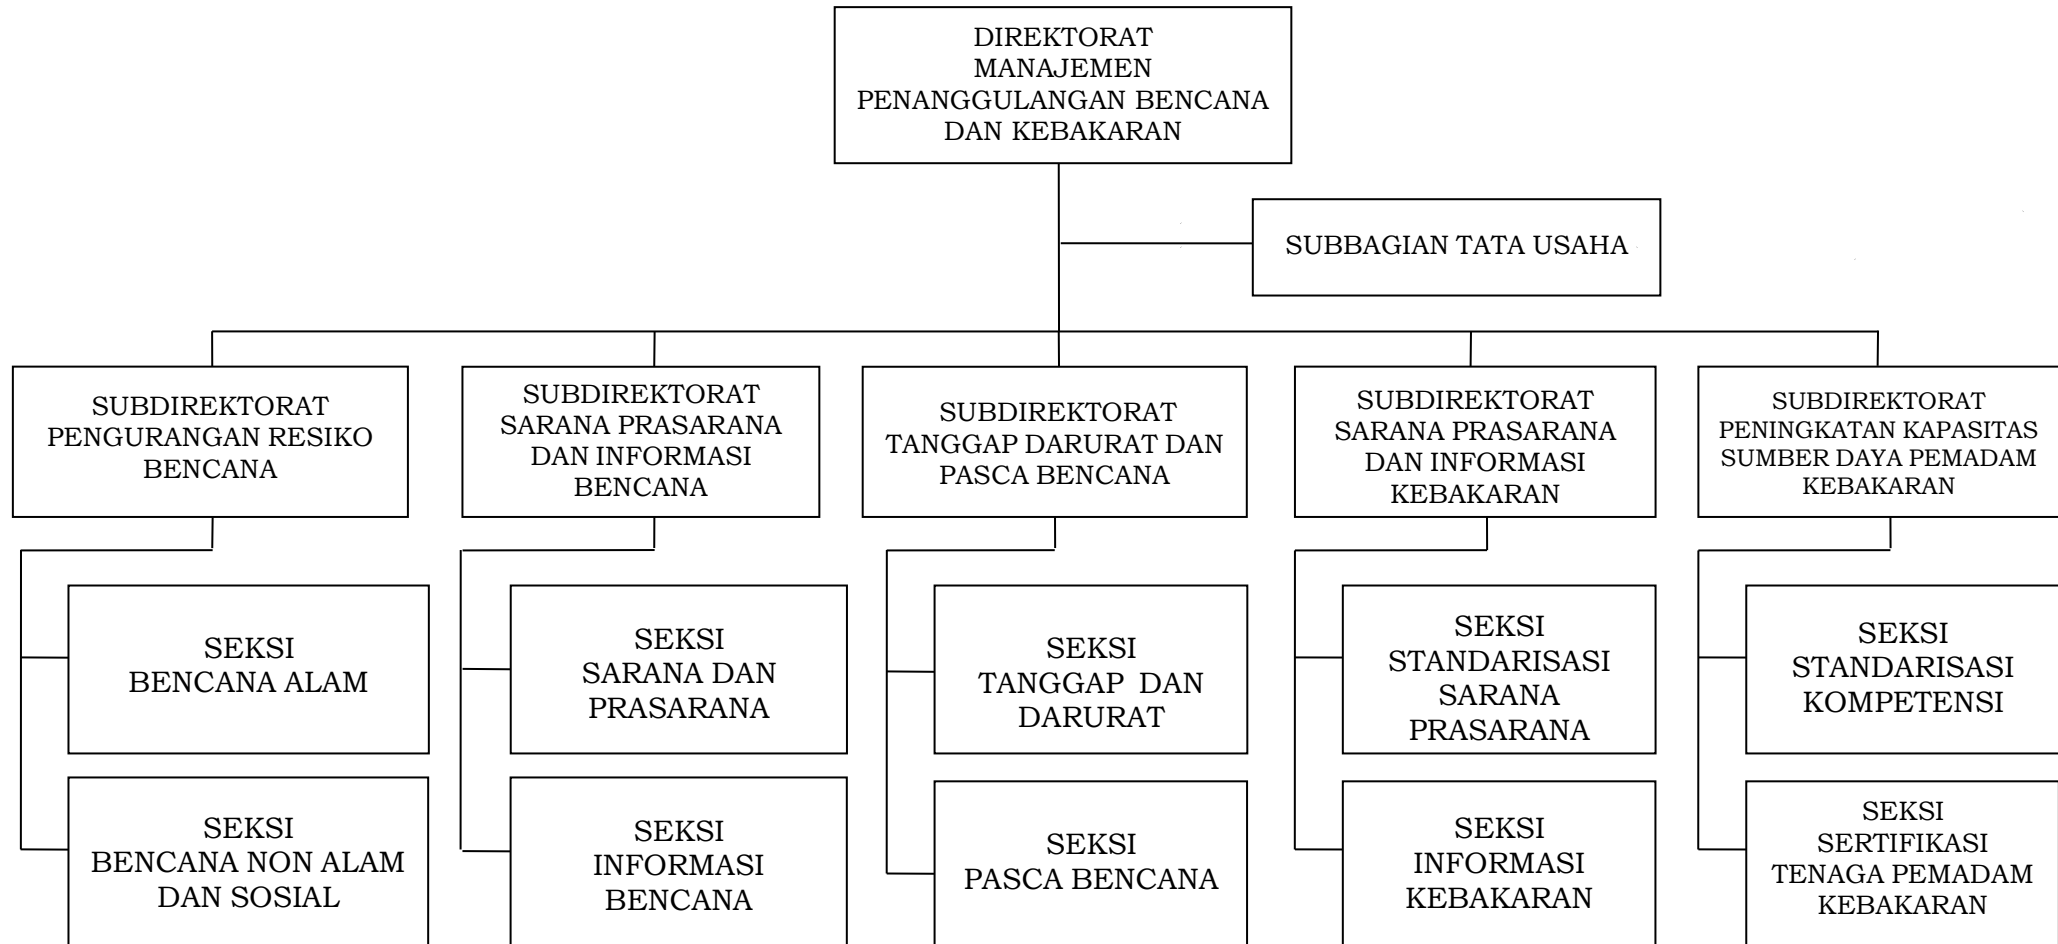 DIREKTORAT
MANAJEMEN
PENANGGULANGAN BENCANA
DAN KEBAKARAN
SUBBAGIAN TATA USAHA
SUBDIREKTORAT
PENGURANGAN RESIKO
BENCANA
SUBDIREKTORAT
SARANA PRASARANA
DAN INFORMASI
BENCANA
SUBDIREKTORAT
TANGGAP DARURAT DAN
PASCA BENCANA
SUBDIREKTORAT
SARANA PRASARANA
DAN INFORMASI
KEBAKARAN
SUBDIREKTORAT
PENINGKATAN KAPASITAS
SUMBER DAYA PEMADAM
KEBAKARAN
SEKSI
BENCANA ALAM
SEKSI
SARANA DAN
PRASARANA
SEKSI
TANGGAP DAN
DARURAT
SEKSI
STANDARISASI
SARANA
PRASARANA
SEKSI
STANDARISASI
KOMPETENSI
SEKSI
BENCANA NON ALAM
DAN SOSIAL
SEKSI
INFORMASI
BENCANA
SEKSI
PASCA BENCANA
SEKSI
INFORMASI
KEBAKARAN
SEKSI
SERTIFIKASI
TENAGA PEMADAM
KEBAKARAN